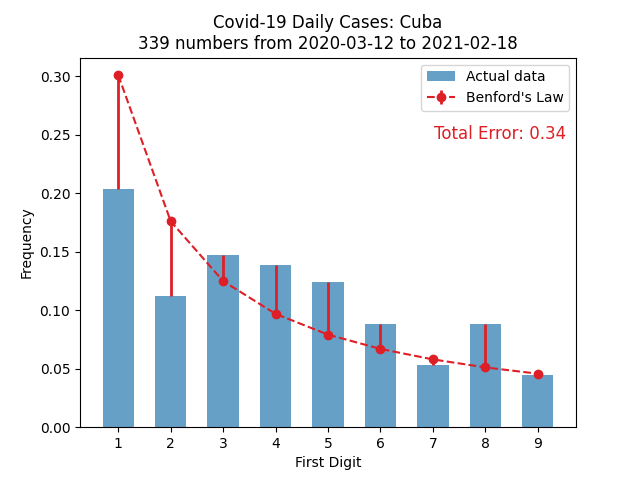 Covid-19 Daily Cases: Cuba
339 numbers from 2020-03-12 to 2021-02-18
Actual data
Benford's Law
Total Error: 0.34
0.30
0.25
0.20
0.15
0.10
0.05
0.00
Frequency
1 2 3 4 5 6 7 8 9
First Digit